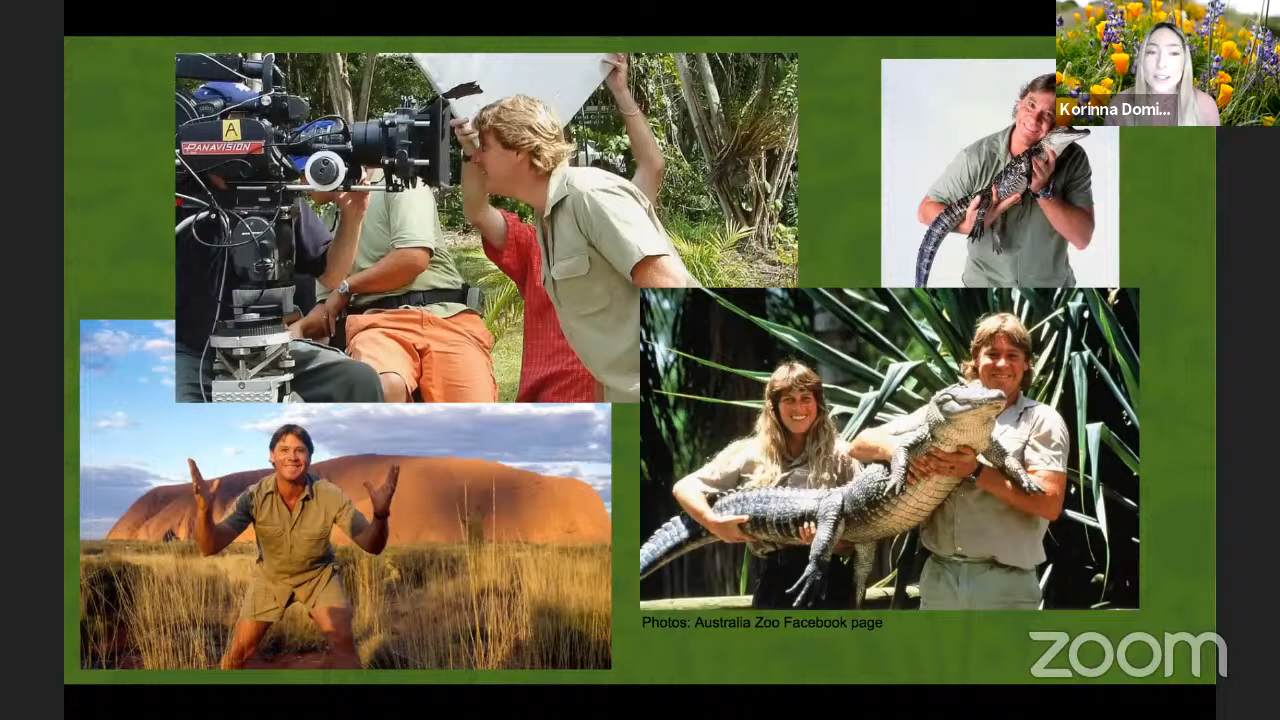 Korinna Domi...
A
PANAVISION
Photos: Australia Zoo Facebook page
zoom